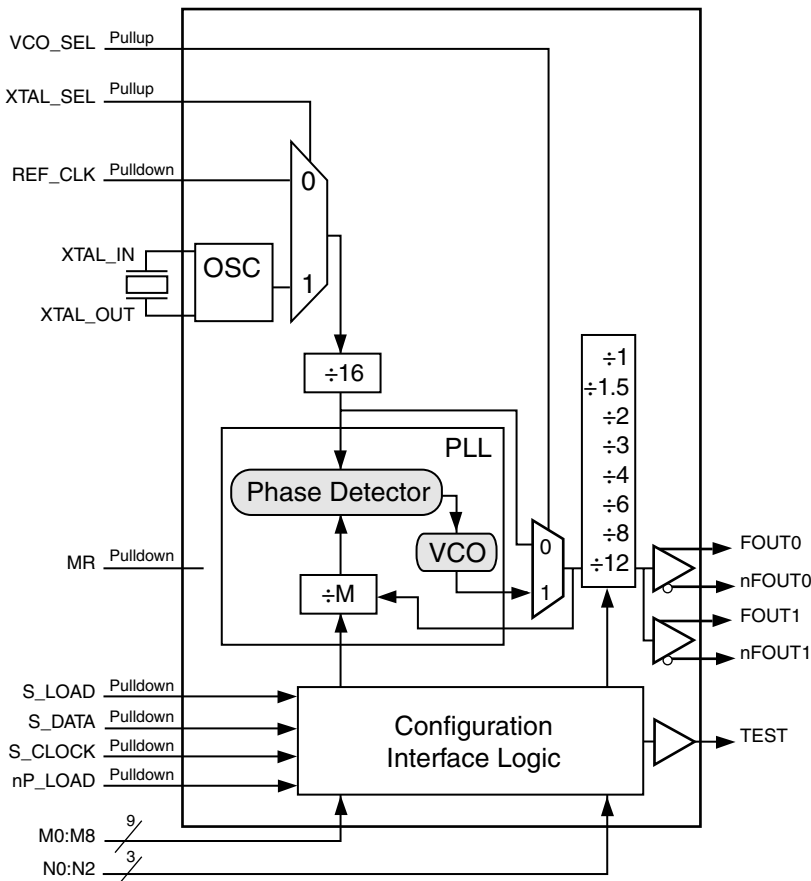 VCO_SEL Pullup
XTAL_SEL Pullup
REF_CLK Pulldown
0
XTAL_IN
OSC
1
XTAL_OUT
÷16
÷1
÷1.5
÷2
÷3
÷4
÷6
÷8
÷12
PLL
Phase Detector
VCO
0
1
÷M
MR Pulldown
FOUT0
nFOUT0
FOUT1
nFOUT1
S_LOAD Pulldown
S_DATA Pulldown
S_CLOCK Pulldown
nP_LOAD Pulldown
Configuration
Interface Logic
TEST
M0:M8 9
N0:N2 3